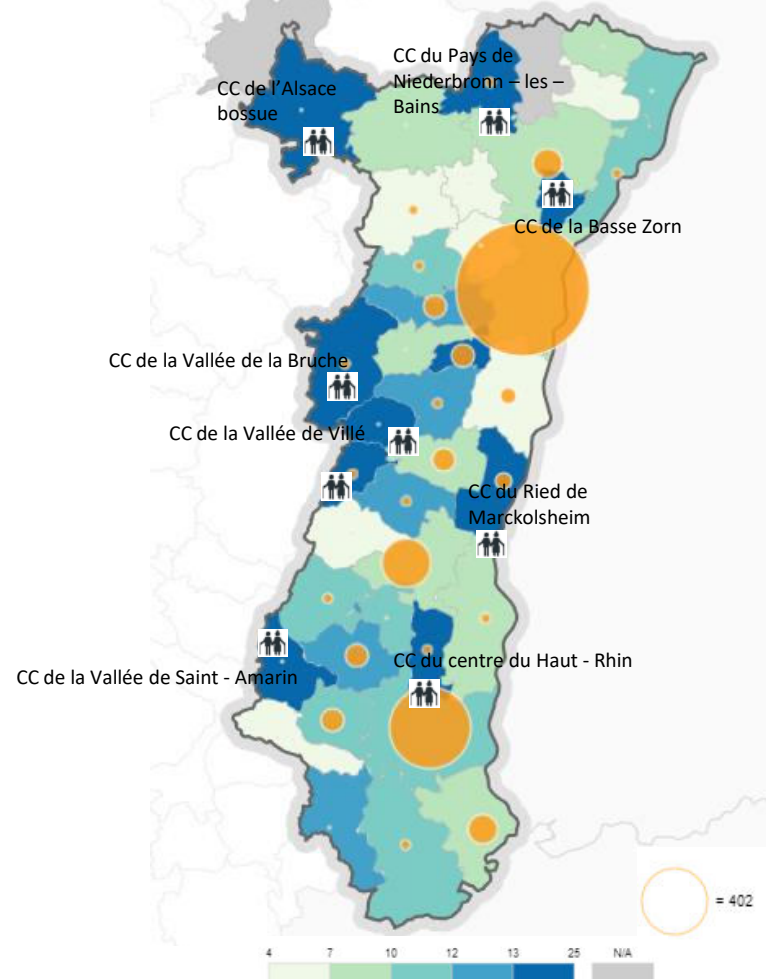 CC du Pays de
Niederbronn – les –
Bains
CC de l'Alsace
bossue
CC de la Basse Zorn
CC de la Vallée de la Bruche
CC de la Vallée de Villé
CC du Ried de
Marckolsheim
CC du centre du Haut - Rhin
CC de la Vallée de Saint - Amarin
= 402
4 7 10 12 13 25 N/A